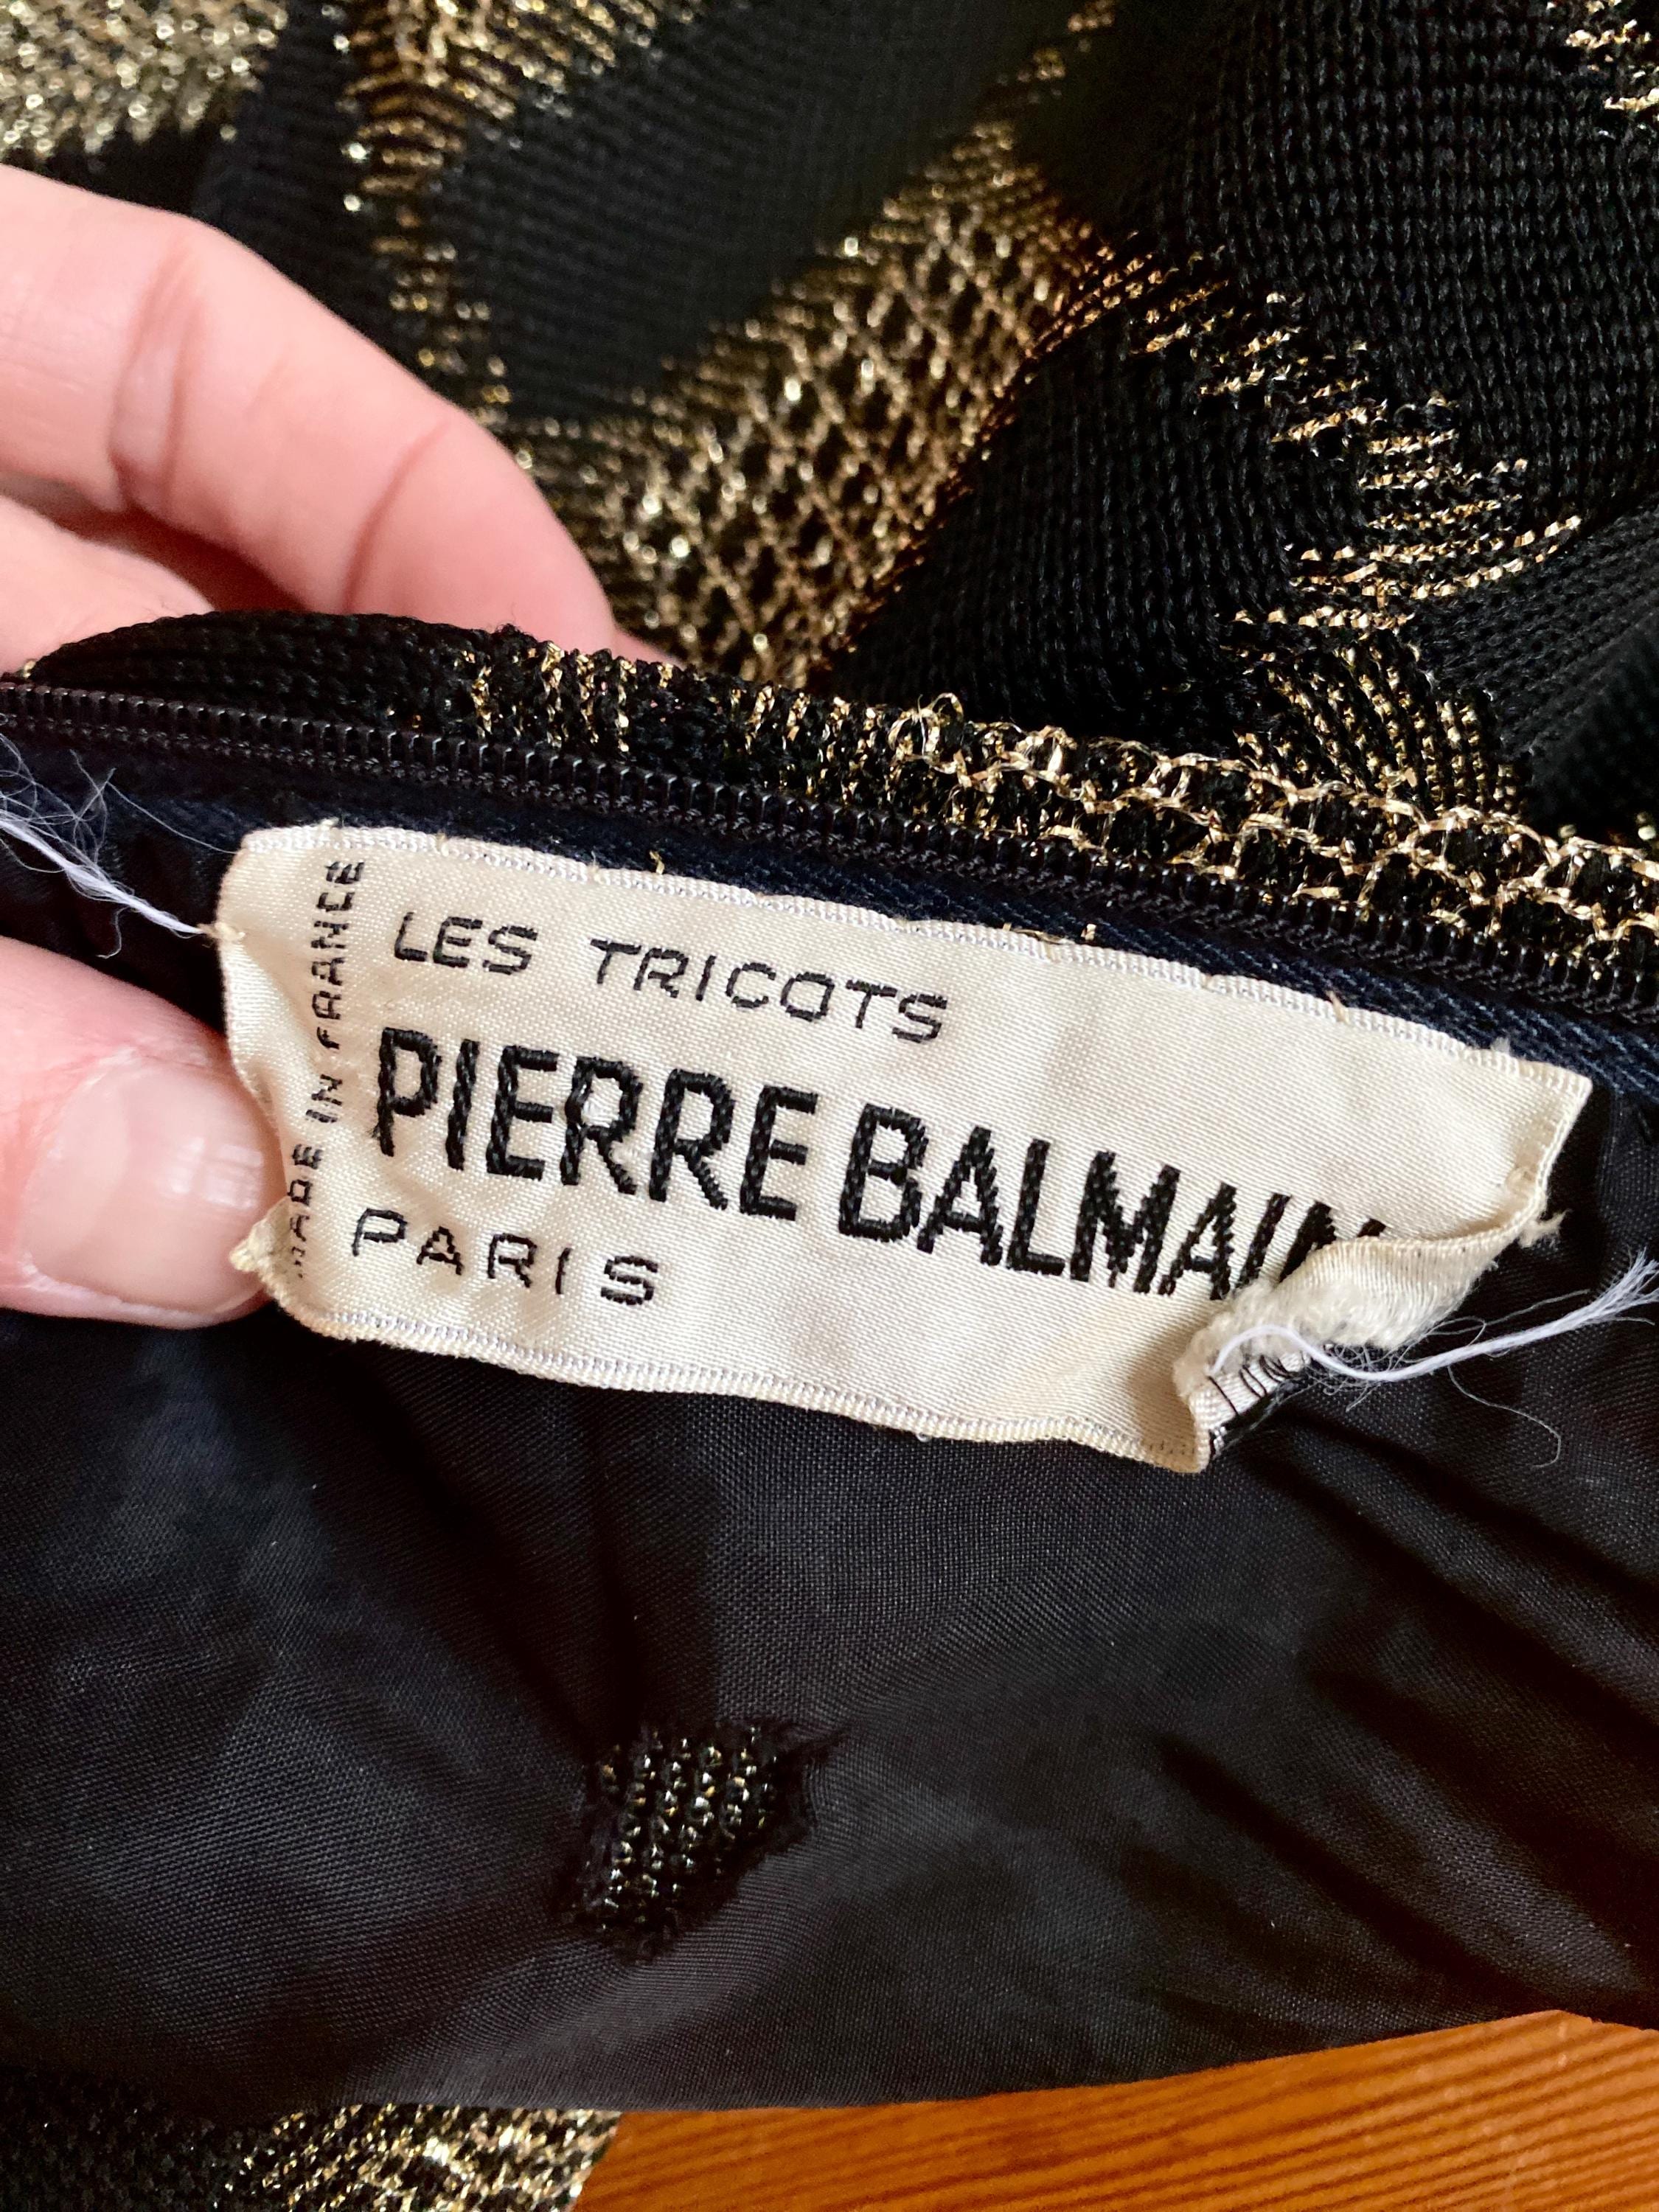 MADE IN FRANCE
LES TRICOTS
PIERRE BALMAIN
PARIS